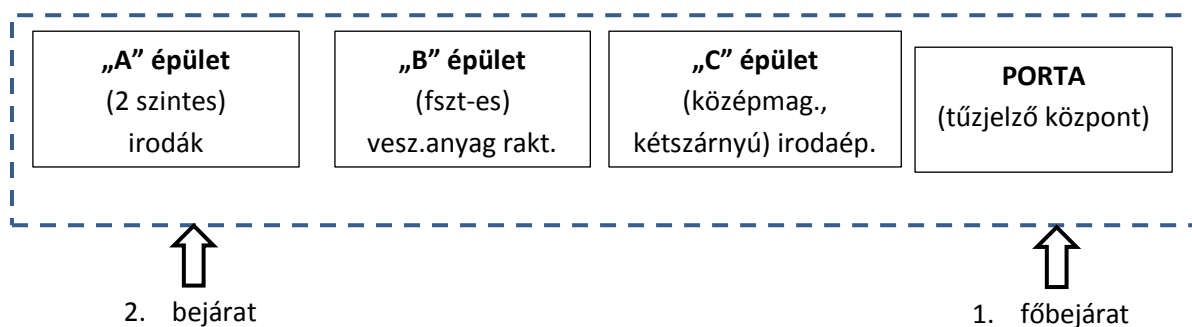 „A” épület
(2 szintes)
irodák
„B” épület
(fszt-es)
vesz.anyag rakt.
„C” épület
(középmag.,
kétszárnyú) irodaép.
PORTA
(tűzjelző központ)
2. bejárat
1. főbejárat